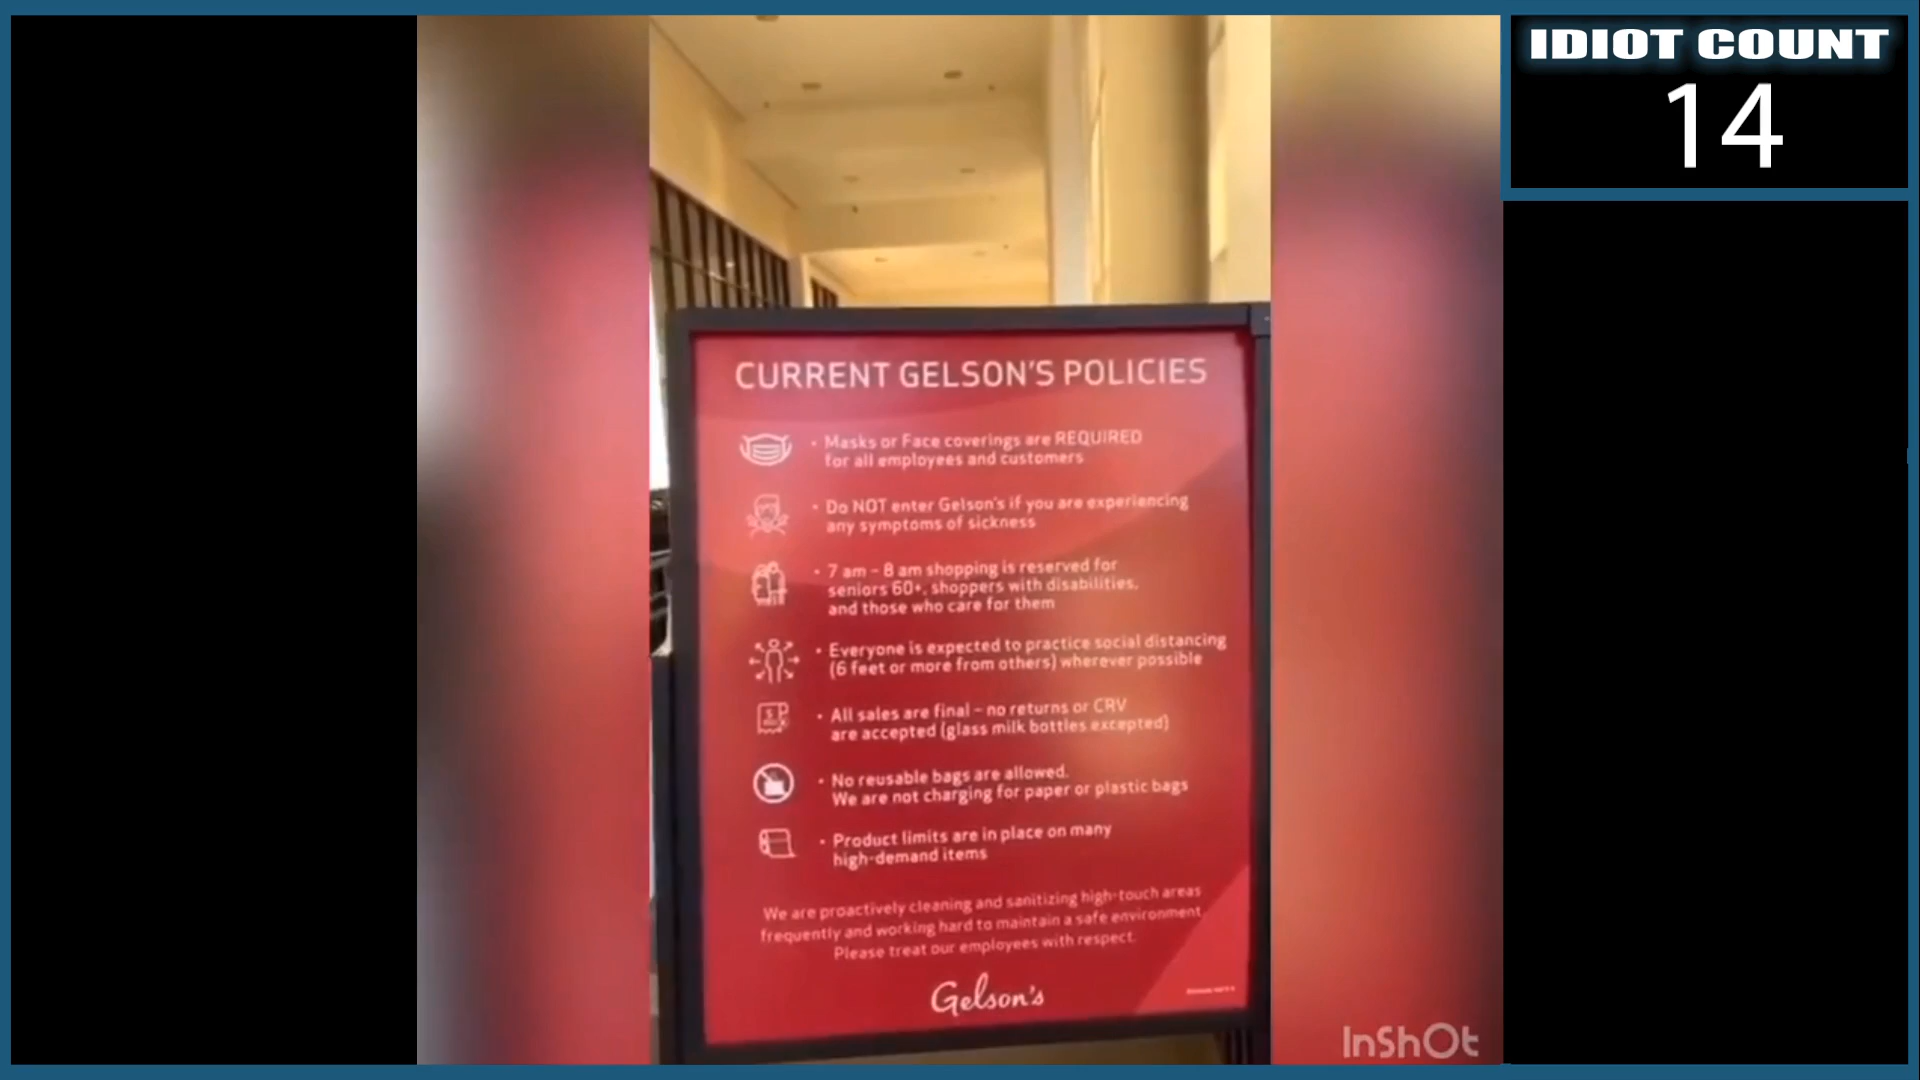 IDIOT COUNT
14
CURRENT GELSON'S POLICIES
• Masks or Face coverings are REQUIRED
for all employees and customers
• Do NOT enter Gelson's if you are experiencing
any symptoms of sickness
• 7 am – 8 am shopping is reserved for
seniors 60+, shoppers with disabilities,
and those who care for them
• Everyone is expected to practice social distancing
(6 feet or more from others) wherever possible
• All sales are final – no returns or CRV
are accepted (glass milk bottles excepted)
• No reusable bags are allowed.
We are not charging for paper or plastic bags
• Product limits are in place on many
high-demand items
We are proactively cleaning and sanitizing high-touch areas
frequently and working hard to maintain a safe environment
Please treat our employees with respect.
Gelson's
InShOt